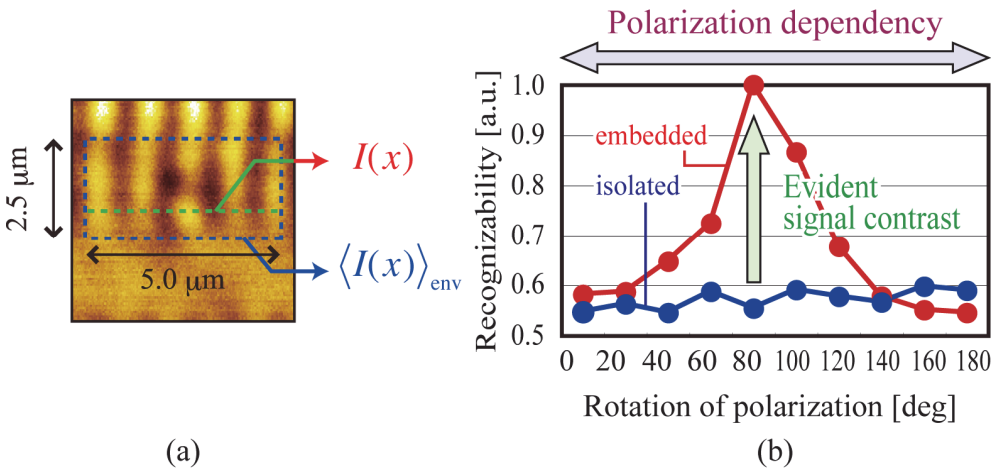 (a)
2.5 μm
5.0 μm
I(x)
⟨I(x)⟩env
(b)
Polarization dependency
Recognizability [a.u.]
1.0
0.9
0.8
0.7
0.6
0.5
embedded
isolated
Evident
signal contrast
0 20 50 70 80 100 120 140 160 180
Rotation of polarization [deg]
(a)
(b)